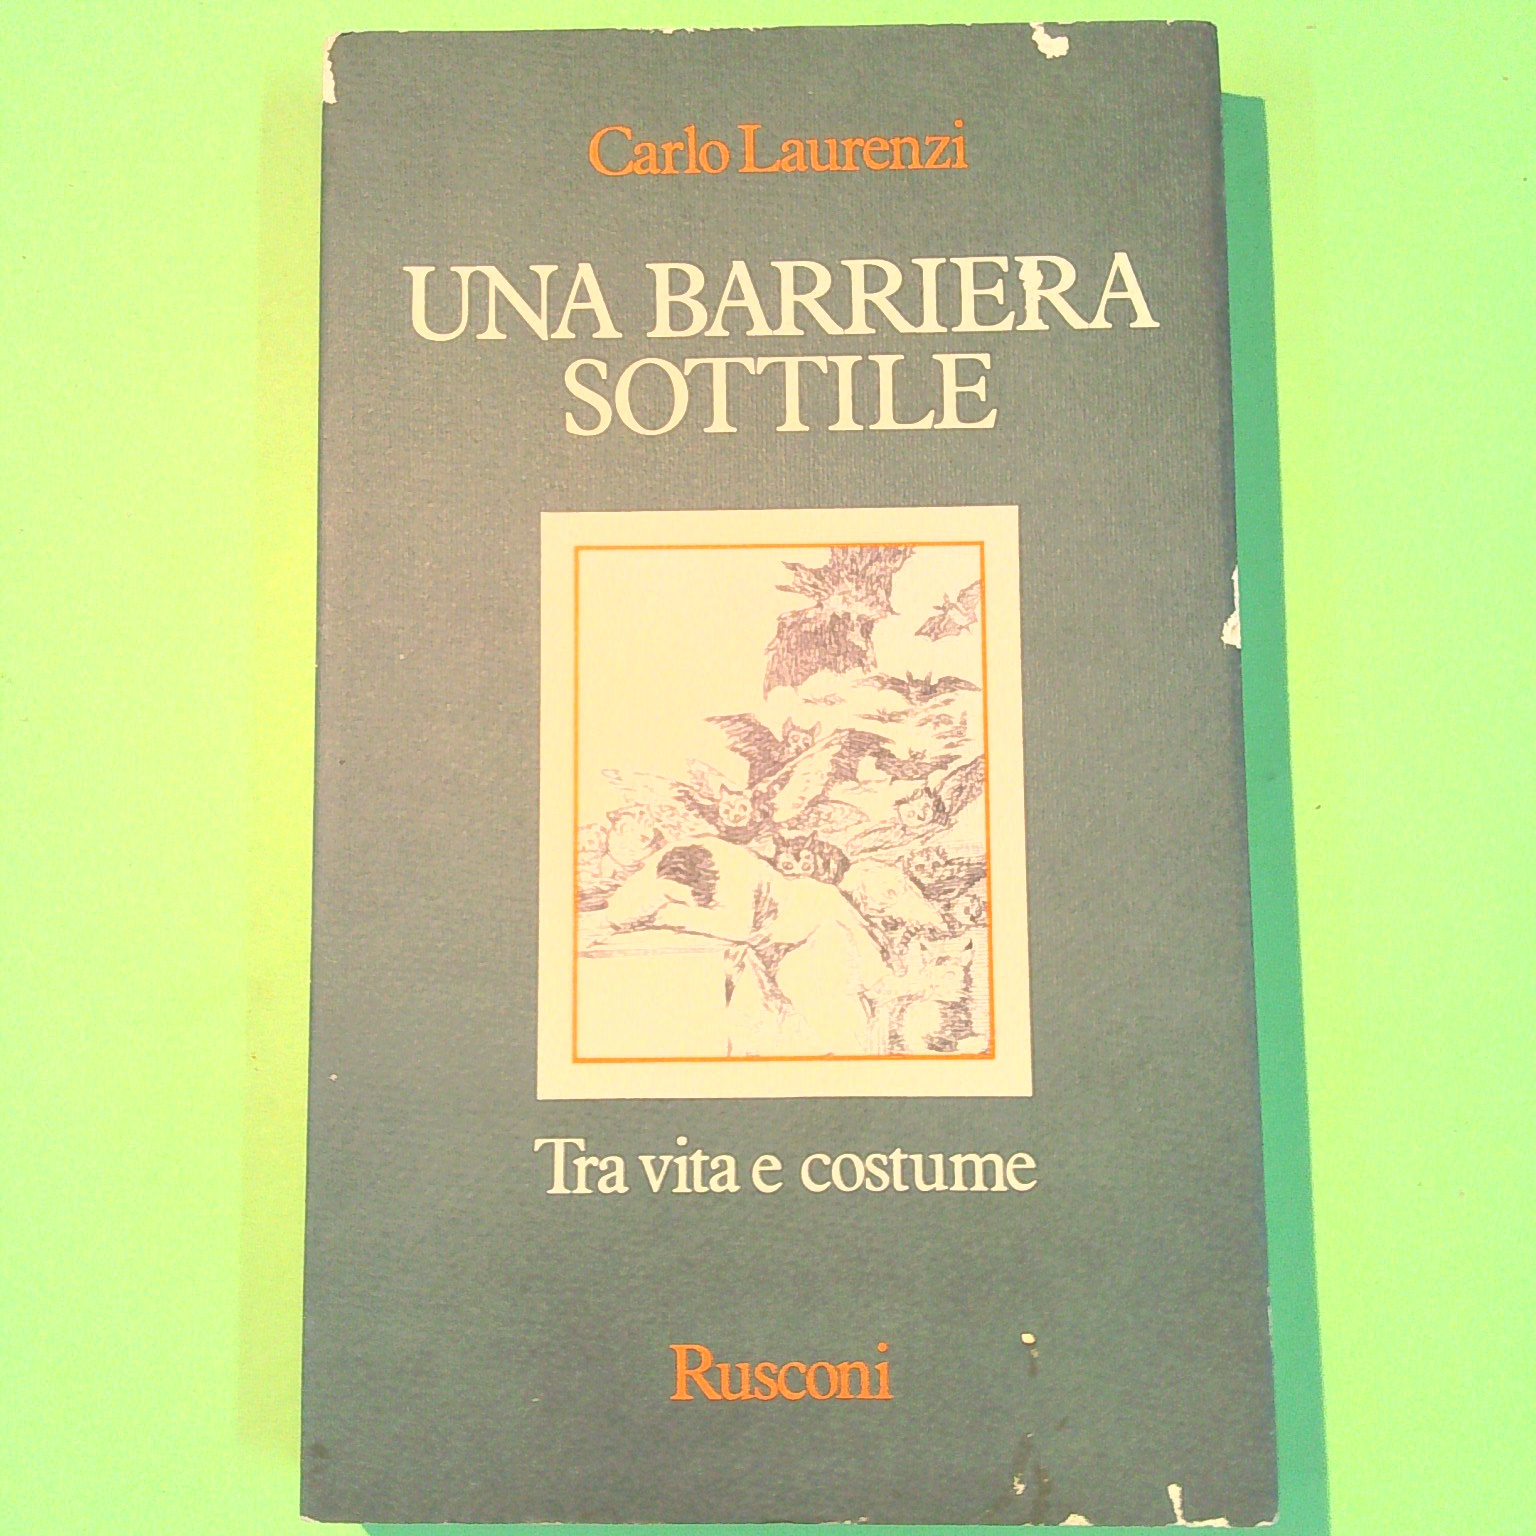 Carlo Laurenzi
UNA BARRIERA
SOTTILE
Tra vita e costume
Rusconi